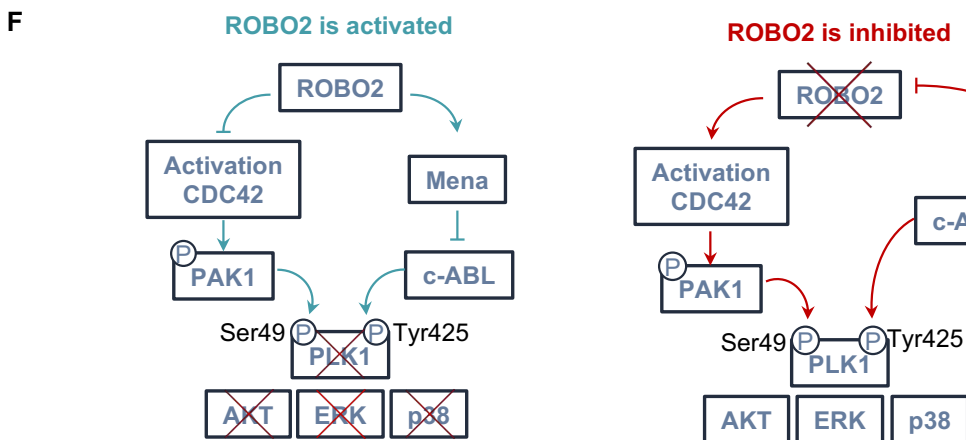 F
ROBO2 is activated
ROBO2
Activation
CDC42
Mena
P
PAK1
c-ABL
Ser49
P
P
Tyr425
PLK1
AKT
ERK
p38
ROBO2 is inhibited
ROBO2
Activation
CDC42
c-A
P
PAK1
Ser49
P
P
Tyr425
PLK1
AKT
ERK
p38